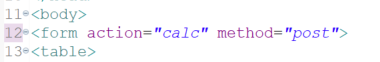 11<body>
12<form action="calc" method="post">
13<table>